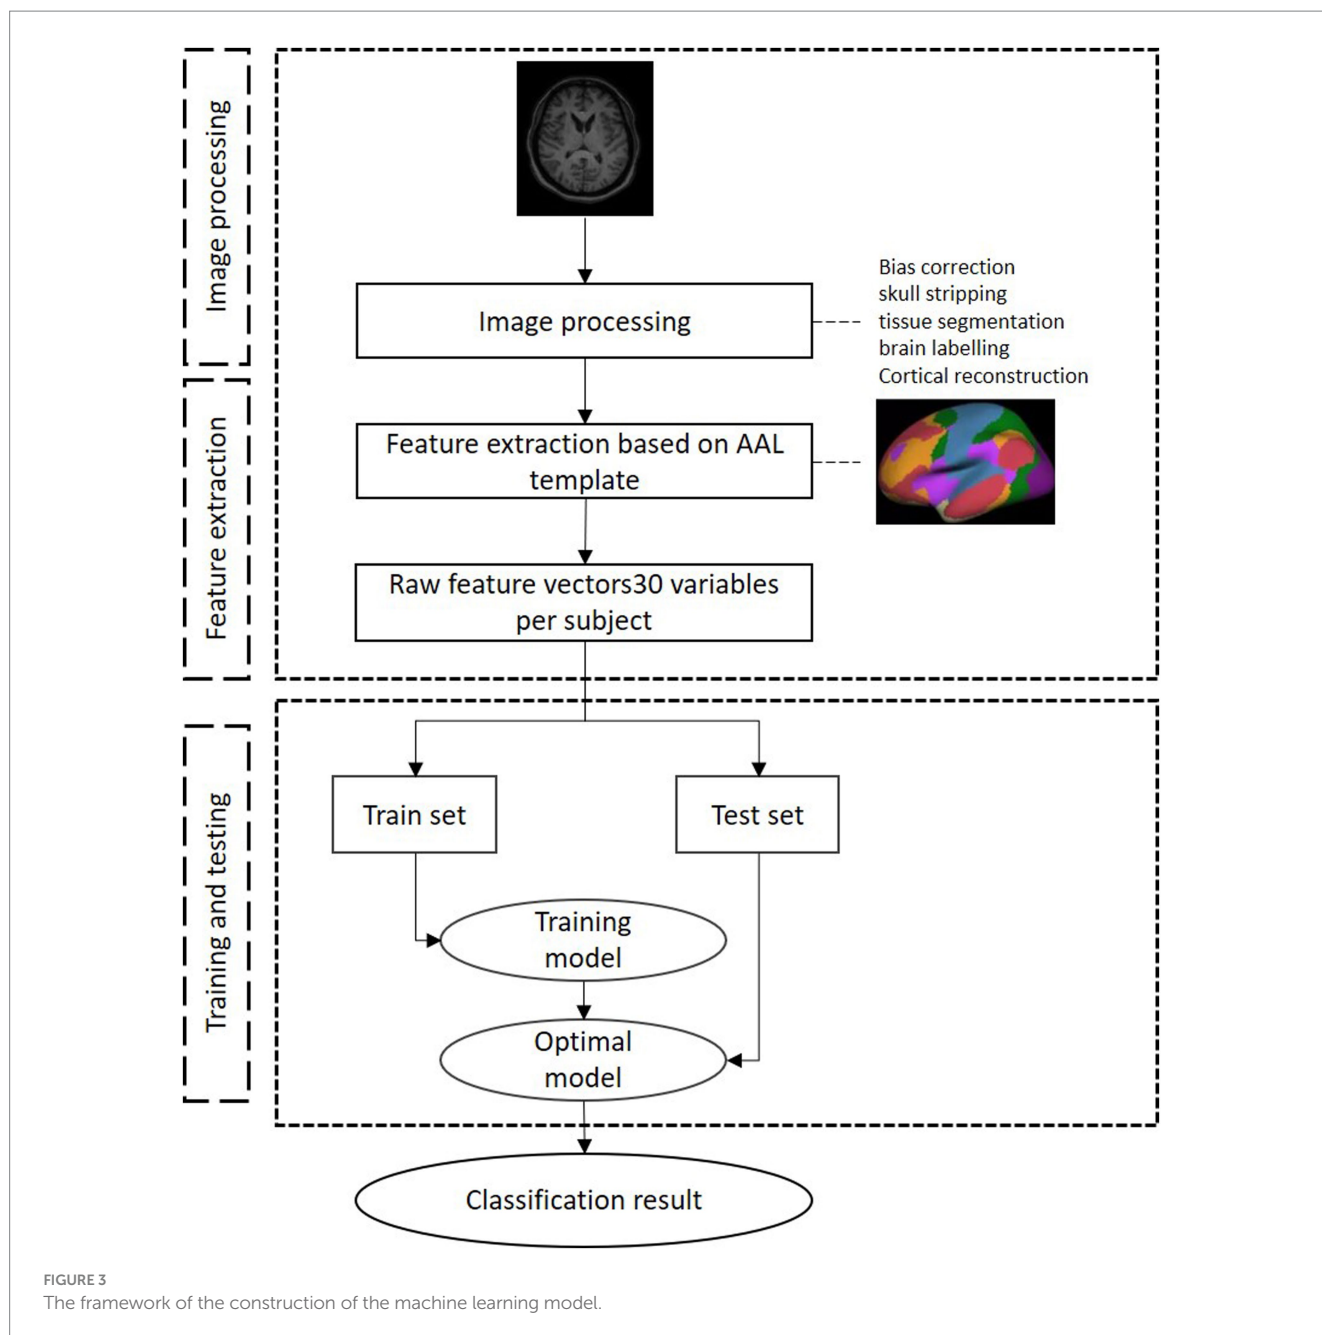 Image processing
Bias correction
skull stripping
tissue segmentation
brain labelling
Cortical reconstruction
Image processing
Feature extraction
Feature extraction based on AAL
template
Raw feature vectors30 variables
per subject
Training and testing
Train set
Test set
Training
model
Optimal
model
Classification result
FIGURE 3
The framework of the construction of the machine learning model.